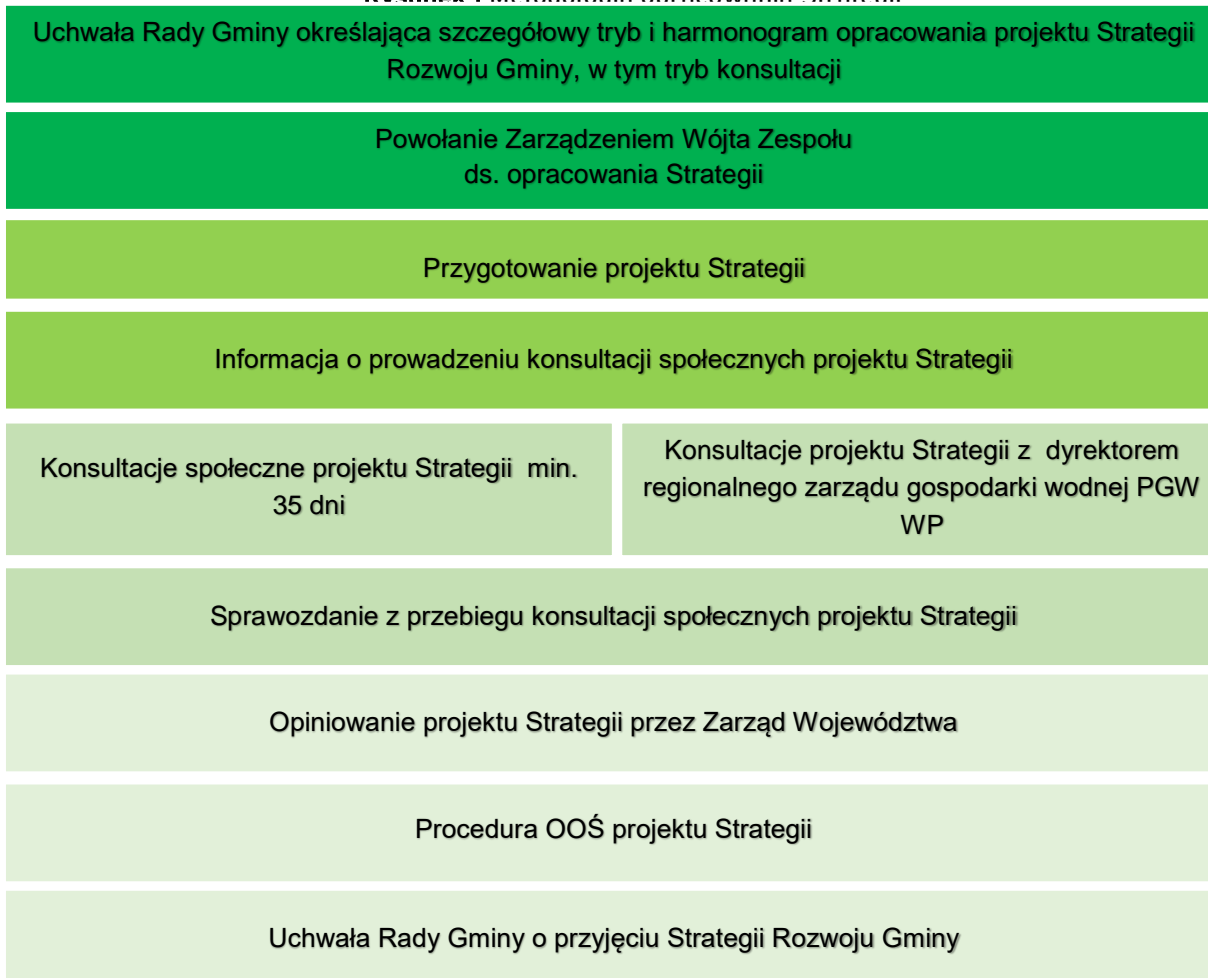 Uchwała Rady Gminy określająca szczegółowy tryb i harmonogram opracowania projektu Strategii
Rozwoju Gminy, w tym tryb konsultacji
Powołanie Zarządzeniem Wójta Zespołu
ds. opracowania Strategii
Przygotowanie projektu Strategii
Informacja o prowadzeniu konsultacji społecznych projektu Strategii
Konsultacje społeczne projektu Strategii min.
35 dni
Konsultacje projektu Strategii z dyrektorem
regionalnego zarządu gospodarki wodnej PGW
WP
Sprawozdanie z przebiegu konsultacji społecznych projektu Strategii
Opiniowanie projektu Strategii przez Zarząd Województwa
Procedura OOŚ projektu Strategii
Uchwała Rady Gminy o przyjęciu Strategii Rozwoju Gminy